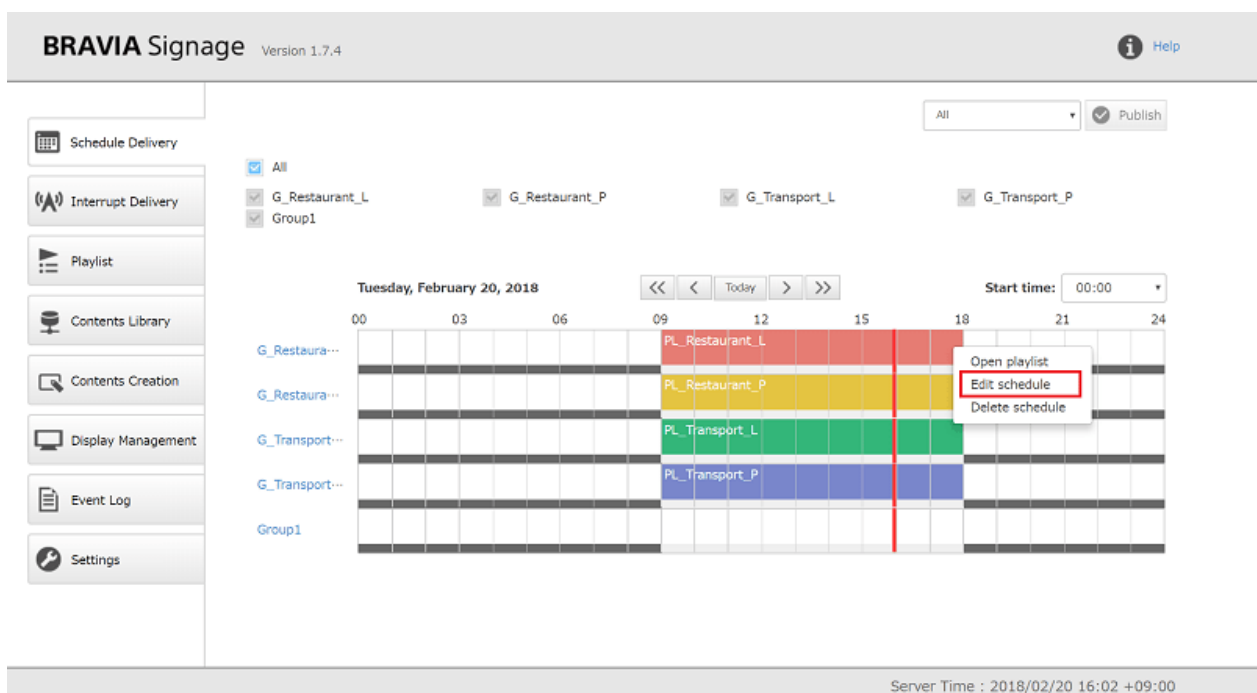 BRAVIA Signage Version 1.7.4
Help
All
Publish
Schedule Delivery
Interrupt Delivery
Playlist
Contents Library
Contents Creation
Display Management
Event Log
Settings
All
G_Restaurant_L G_Restaurant_P G_Transport_L G_Transport_P
Group1
Tuesday, February 20, 2018
<< < Today > >>
Start time: 00:00
00 03 06 09 12 15 18 21 24
G_Restaura… PL_Restaurant_L
G_Restaura… PL_Restaurant_P
G_Transport… PL_Transport_L
G_Transport… PL_Transport_P
Group1
Open playlist
Edit schedule
Delete schedule
Server Time : 2018/02/20 16:02 +09:00